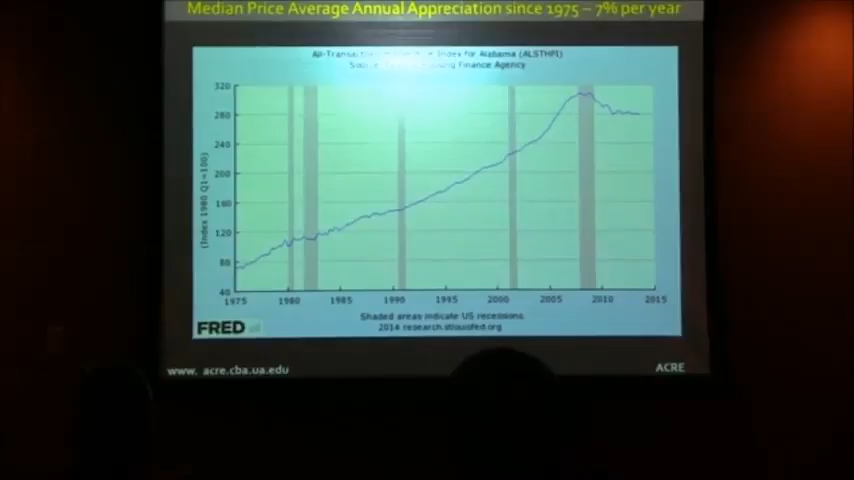 Median Price Average Annual Appreciation since 1975 – 7% per year
All-Transactions Index for Alabama (ALSTHPI)
Finance Agency
320
280
240
200
160
120
80
40
(Index 1980 Q1=100)
1975 1980 1985 1990 1995 2000 2005 2010 2015
Shaded areas indicate US recessions.
2014 research.stlouisfed.org
FRED
www. acre.cba.ua.edu
ACRE